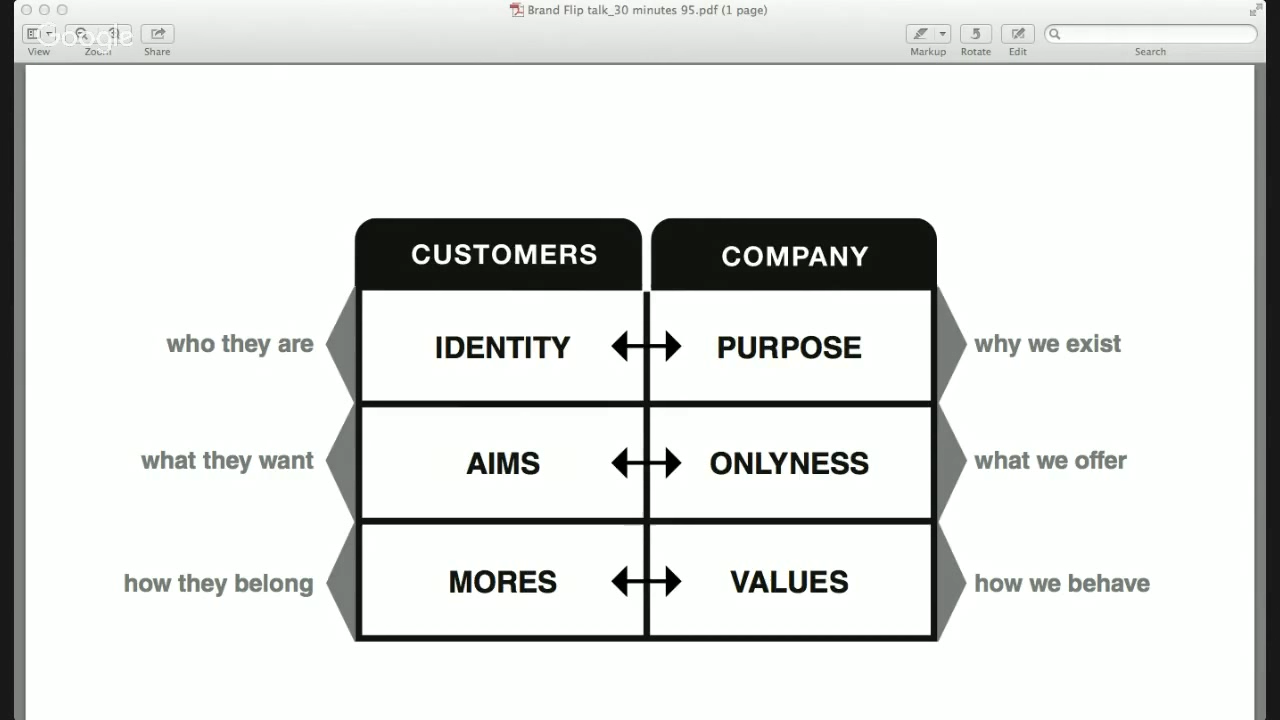 Brand Flip talk_30 minutes 95.pdf (1 page)
Google
View Zoom Share Markup Rotate Edit Search
CUSTOMERS COMPANY
who they are IDENTITY PURPOSE why we exist
what they want AIMS ONLYNESS what we offer
how they belong MORES VALUES how we behave